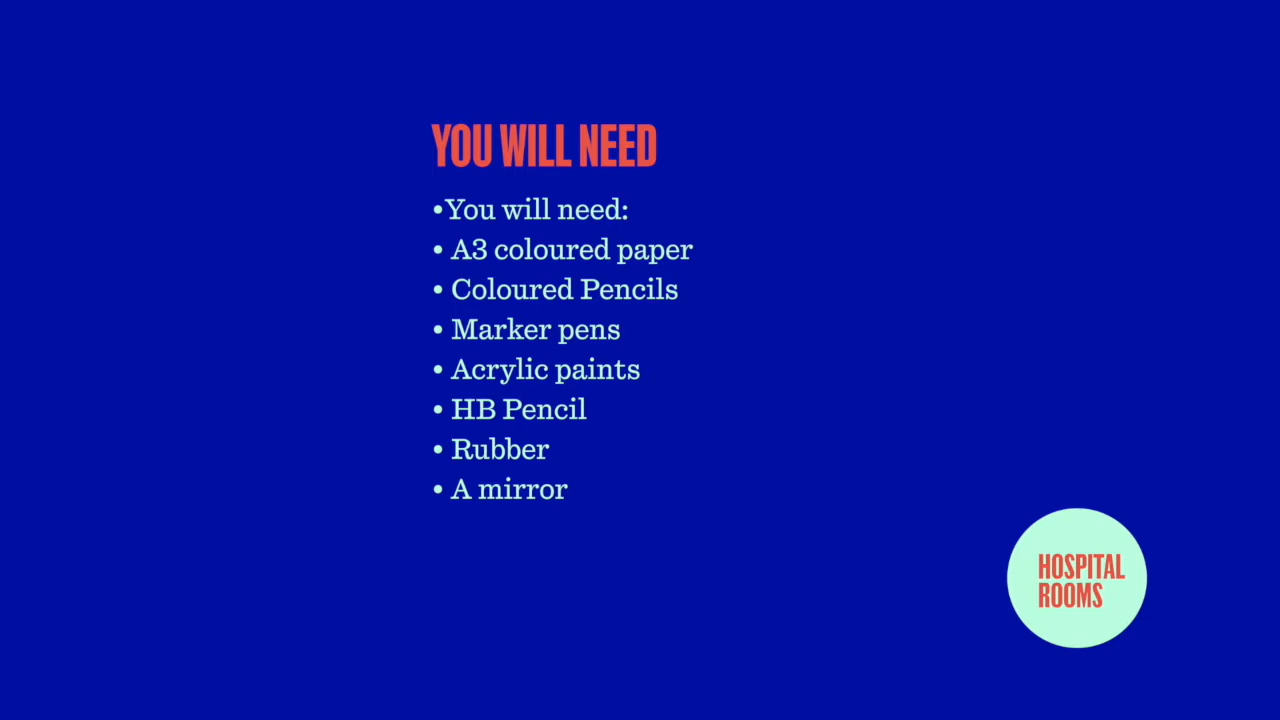 YOU WILL NEED
•You will need:
• A3 coloured paper
• Coloured Pencils
• Marker pens
• Acrylic paints
• HB Pencil
• Rubber
• A mirror
HOSPITAL
ROOMS